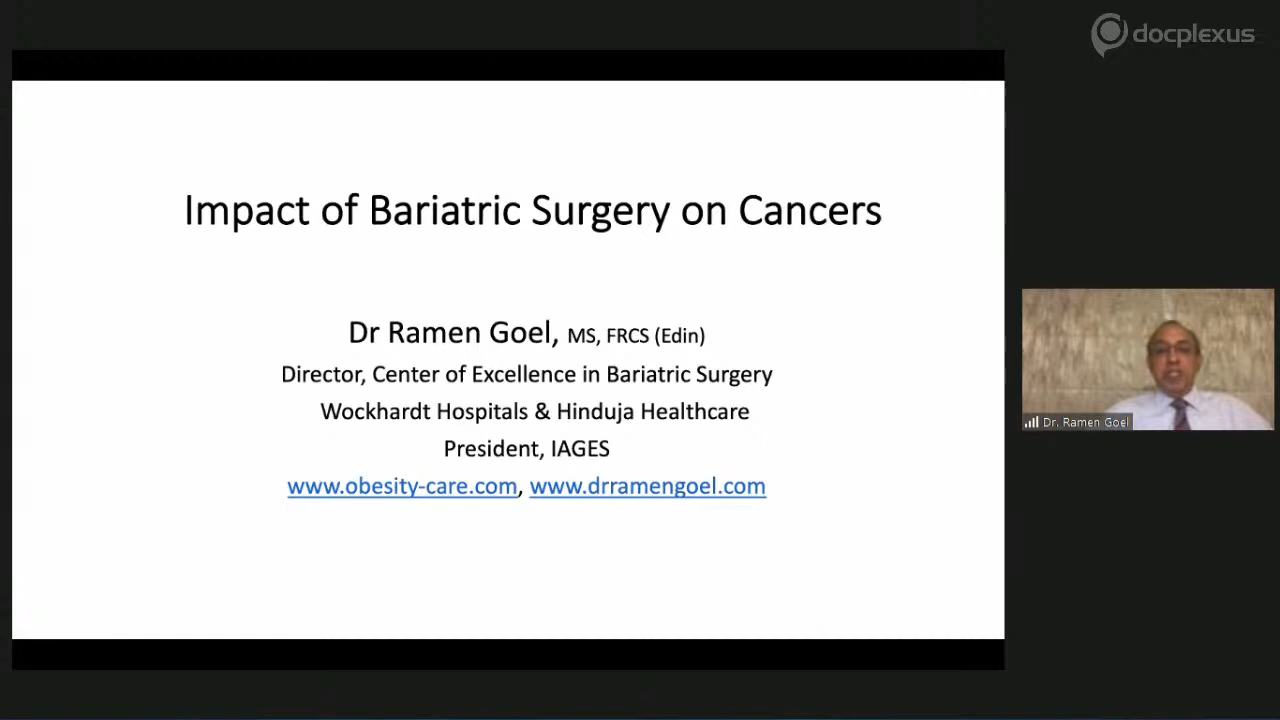 docplexus
Impact of Bariatric Surgery on Cancers
Dr Ramen Goel, MS, FRCS (Edin)
Director, Center of Excellence in Bariatric Surgery
Wockhardt Hospitals & Hinduja Healthcare
President, IAGES
www.obesity-care.com, www.drramengoel.com
Dr. Ramen Goel